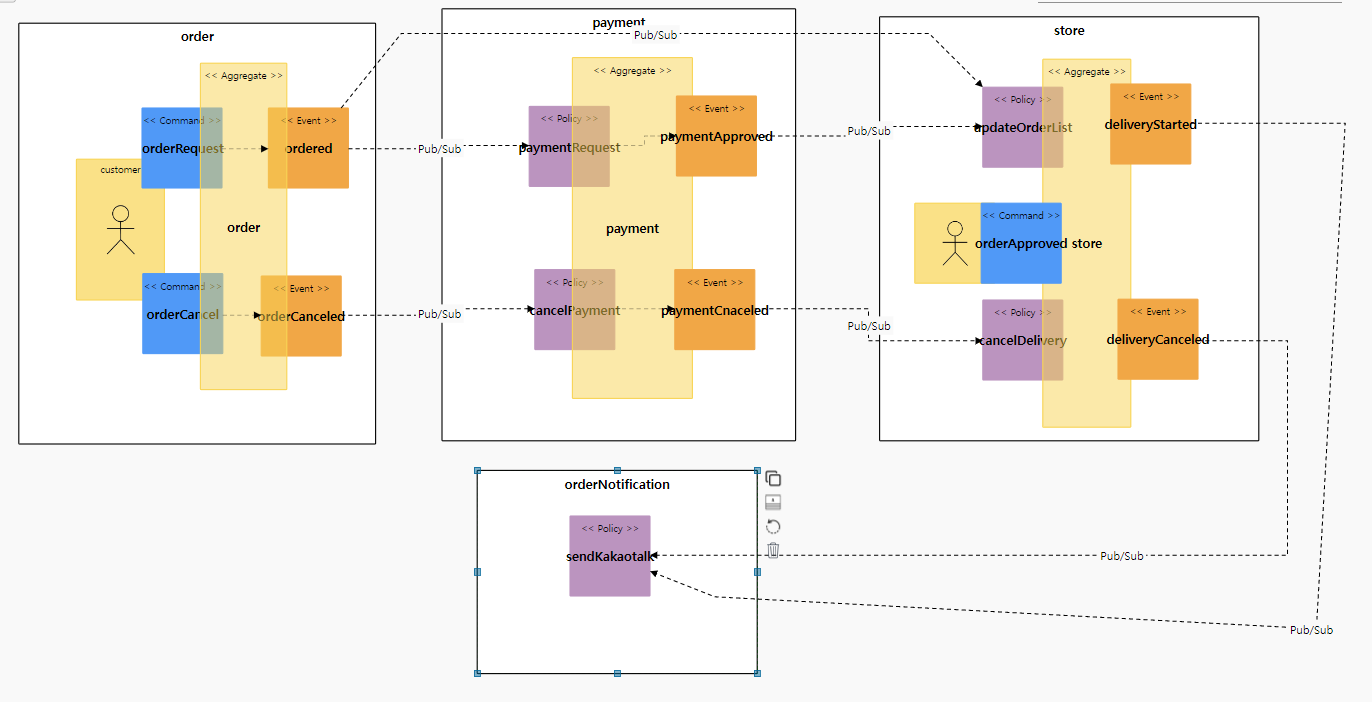 order
<< Aggregate >>
<< Command >>
orderRequest
<< Event >>
ordered
customer
order
<< Command >>
orderCancel
<< Event >>
orderCanceled
Pub/Sub
Pub/Sub
payment
Pub/Sub
<< Aggregate >>
<< Policy >>
paymentRequest
<< Event >>
paymentApproved
payment
<< Policy >>
cancelPayment
<< Event >>
paymentCnaceled
Pub/Sub
Pub/Sub
store
<< Aggregate >>
<< Policy >>
updateOrderList
<< Event >>
deliveryStarted
<< Command >>
orderApproved store
<< Policy >>
cancelDelivery
<< Event >>
deliveryCanceled
orderNotification
<< Policy >>
sendKakaotalk
Pub/Sub
Pub/Sub